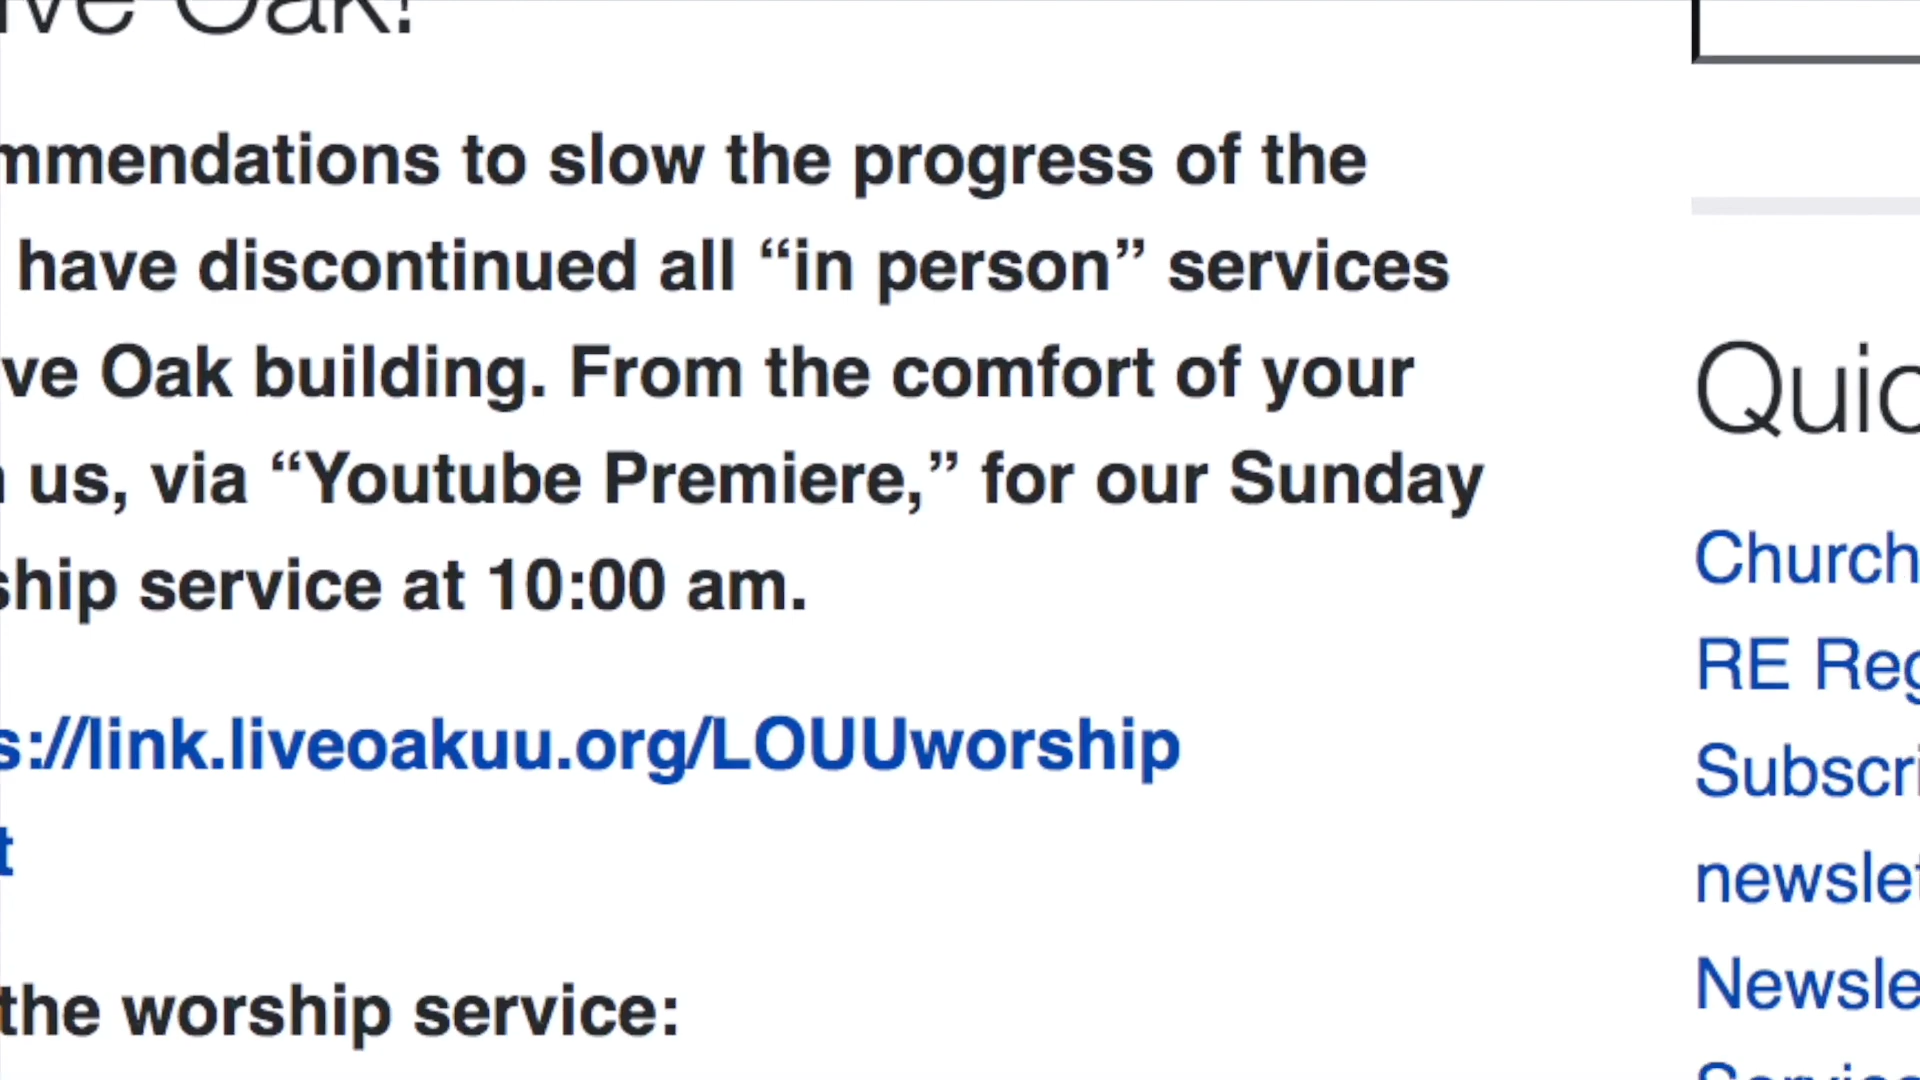 Oak!
mmendations to slow the progress of the
have discontinued all “in person” services
ve Oak building. From the comfort of your
us, via “Youtube Premiere,” for our Sunday
ship service at 10:00 am.
s://link.liveoakuu.org/LOUUworship
t
the worship service:
Quic
Church
RE Reg
Subscri
newslet
Newsle